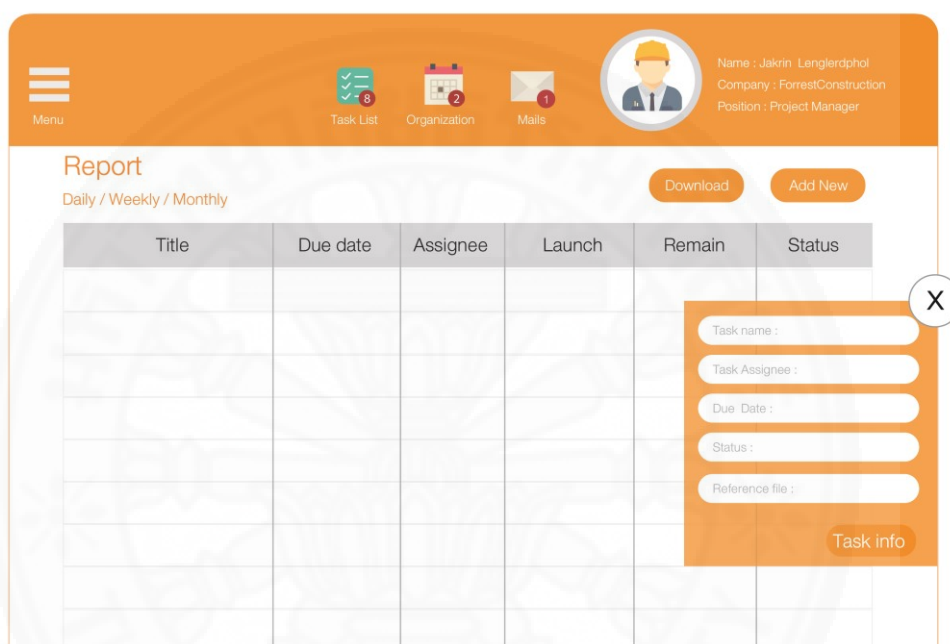 Menu
8
Task List
2
Organization
1
Mails
Name : Jakrin Lenglerdphol
Company : ForrestConstruction
Position : Project Manager
Report
Daily / Weekly / Monthly
Download
Add New
Title Due date Assignee Launch Remain Status
X
Task name :
Task Assignee :
Due Date :
Status :
Reference file :
Task info